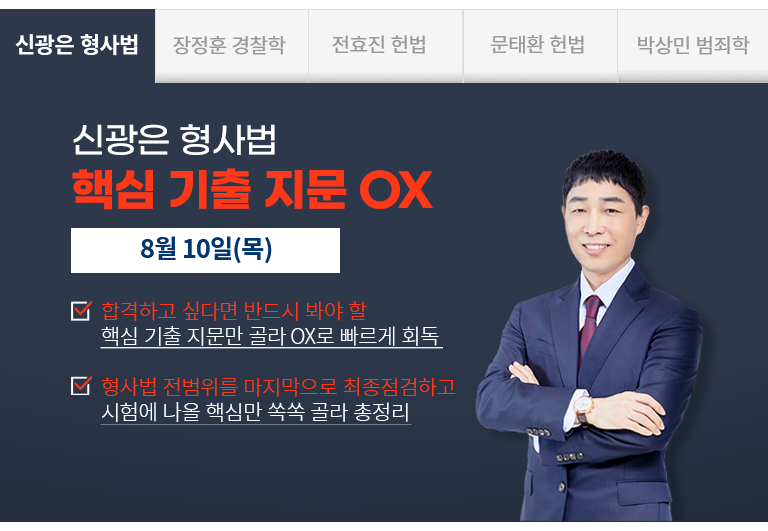 신광은 형사법
장정훈 경찰학
전효진 헌법
문태환 헌법
박상민 범죄학
신광은 형사법
핵심 기출 지문 OX
8월 10일(목)
합격하고 싶다면 반드시 봐야 할
핵심 기출 지문만 골라 OX로 빠르게 회독
형사법 전범위를 마지막으로 최종점검하고
시험에 나올 핵심만 쏙쏙 골라 총정리